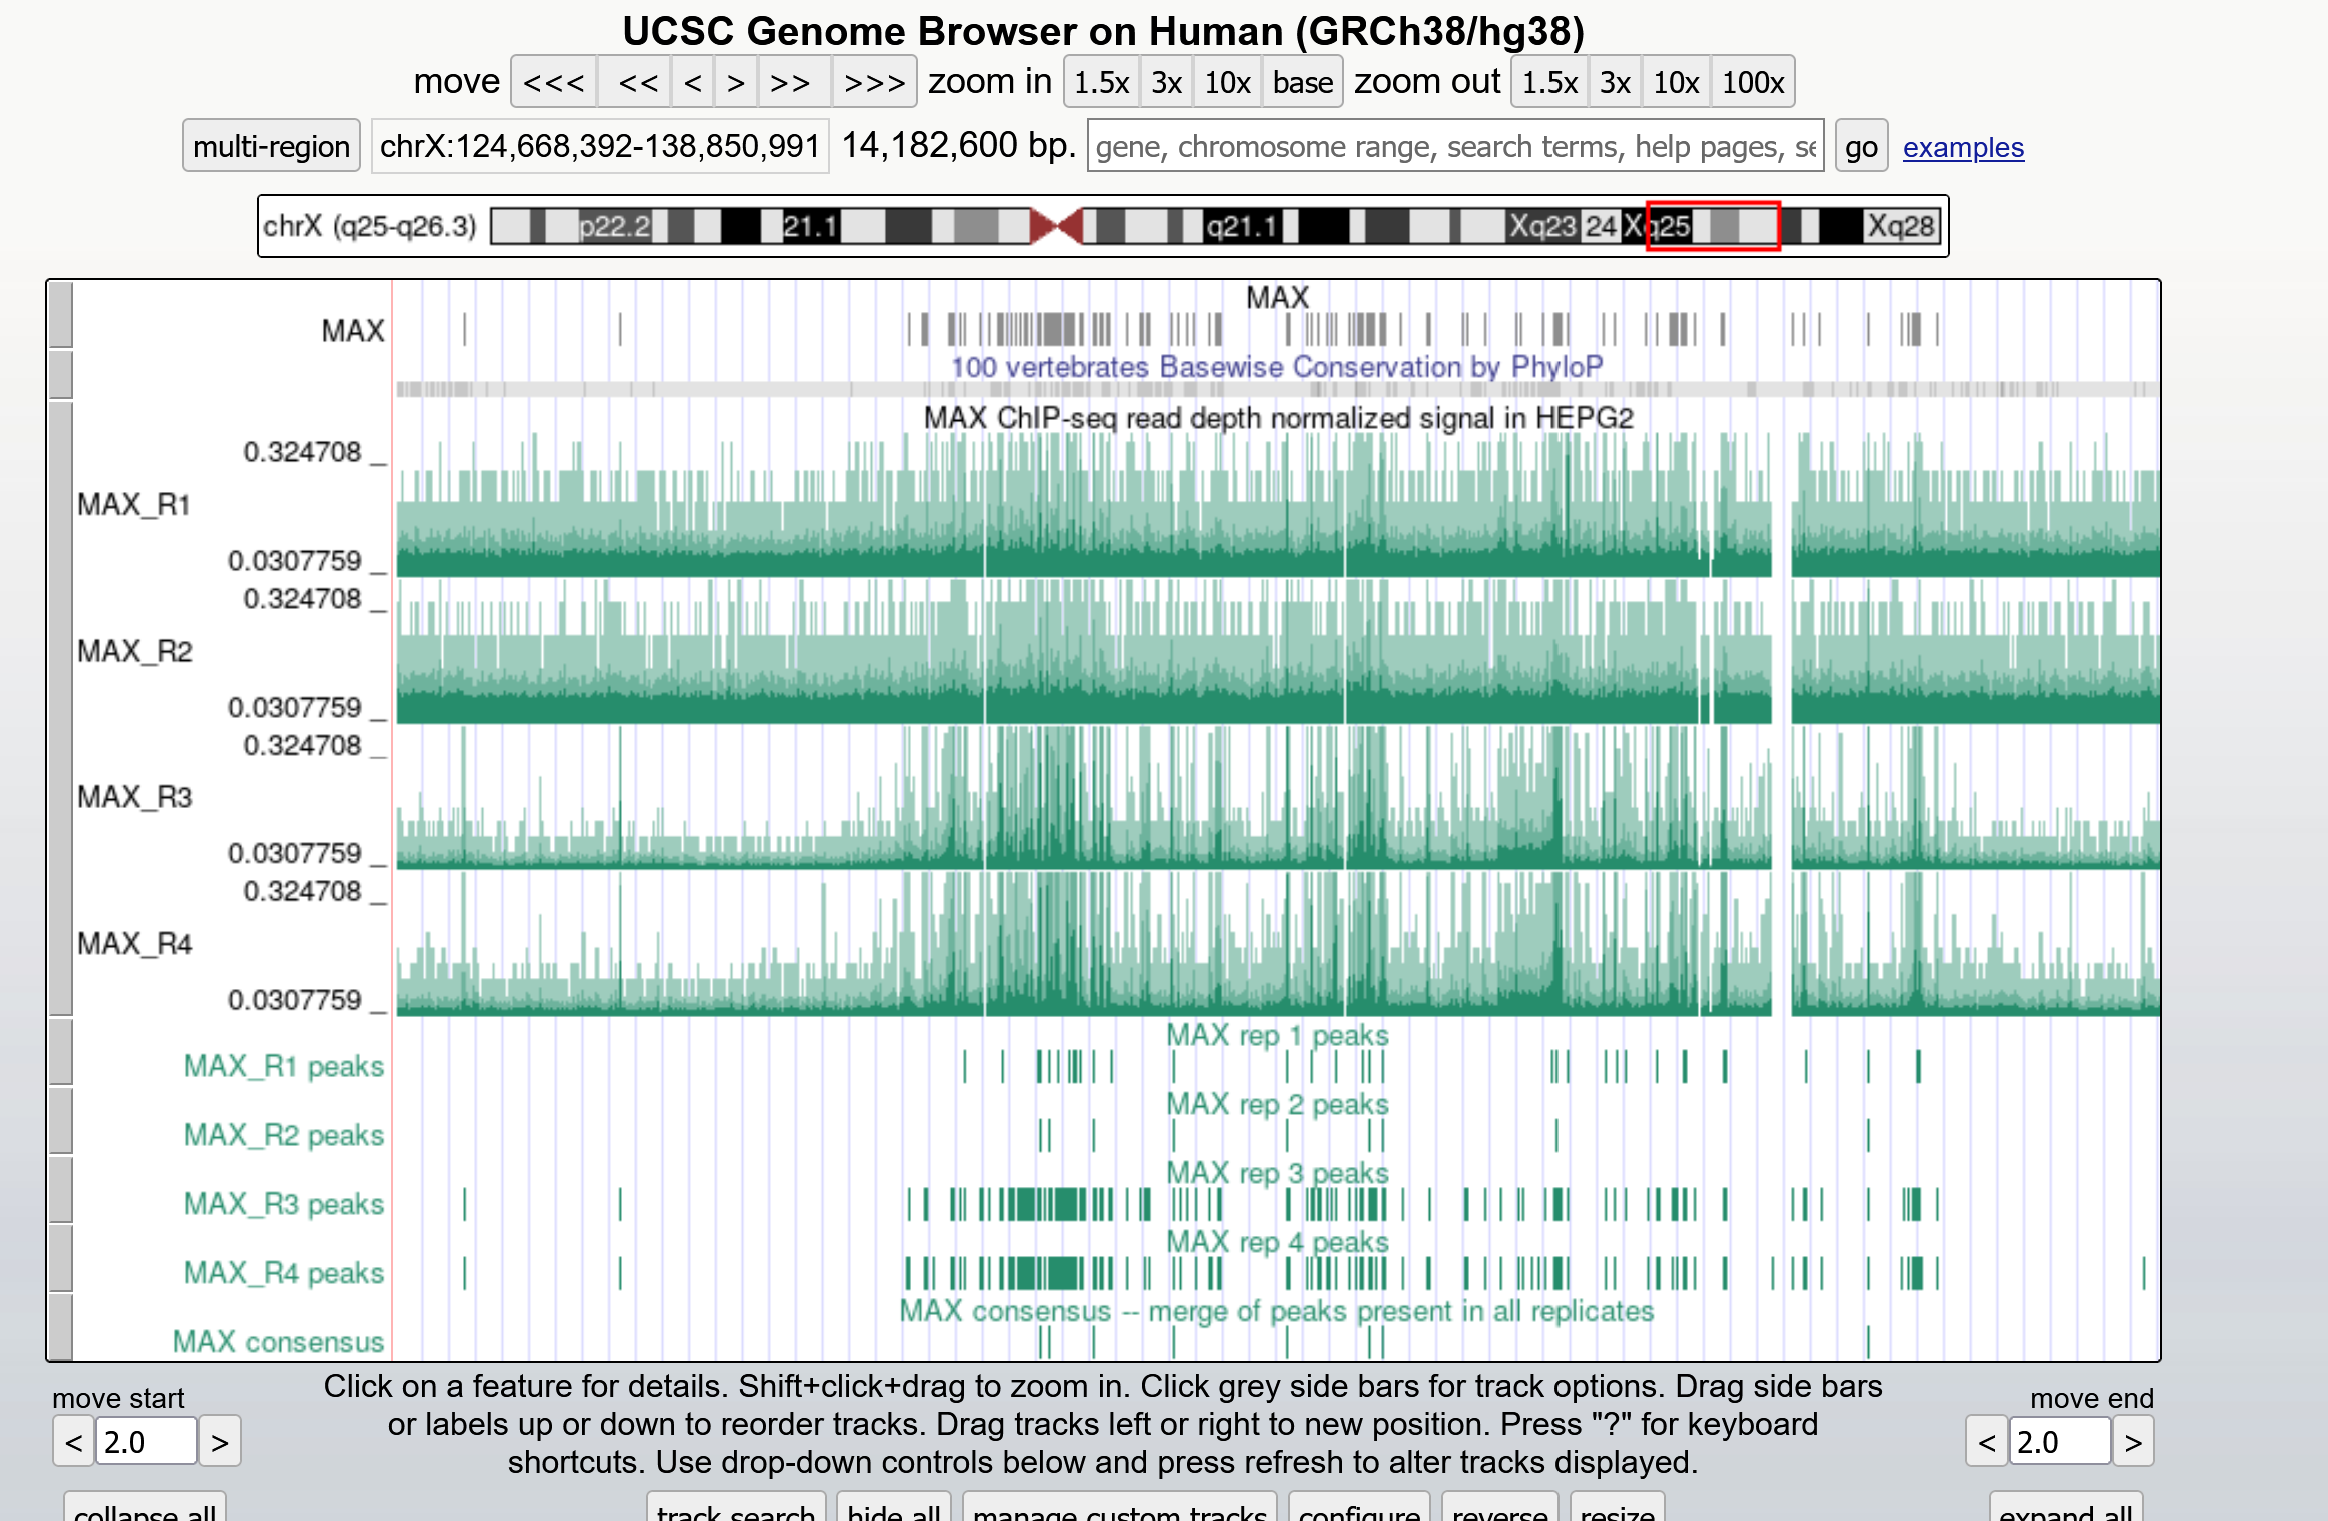 UCSC Genome Browser on Human (GRCh38/hg38)
move <<< << < > >> >>> zoom in 1.5x 3x 10x base zoom out 1.5x 3x 10x 100x
multi-region chrX:124,668,392-138,850,991 14,182,600 bp. gene, chromosome range, search terms, help pages, se go examples
chrX (q25-q26.3) p22.2 21.1 q21.1 Xq23 24 Xq25 Xq28
MAX
MAX
100 vertebrates Basewise Conservation by PhyloP
MAX ChIP-seq read depth normalized signal in HEPG2
0.324708 _
MAX_R1
0.0307759 _
0.324708 _
MAX_R2
0.0307759 _
0.324708 _
MAX_R3
0.0307759 _
0.324708 _
MAX_R4
0.0307759 _
MAX rep 1 peaks
MAX_R1 peaks
MAX rep 2 peaks
MAX_R2 peaks
MAX rep 3 peaks
MAX_R3 peaks
MAX rep 4 peaks
MAX_R4 peaks
MAX consensus -- merge of peaks present in all replicates
MAX consensus
move start
< 2.0 >
Click on a feature for details. Shift+click+drag to zoom in. Click grey side bars for track options. Drag side bars
or labels up or down to reorder tracks. Drag tracks left or right to new position. Press "?" for keyboard
shortcuts. Use drop-down controls below and press refresh to alter tracks displayed.
move end
< 2.0 >
collapse all track search hide all manage custom tracks configure reverse resize expand all